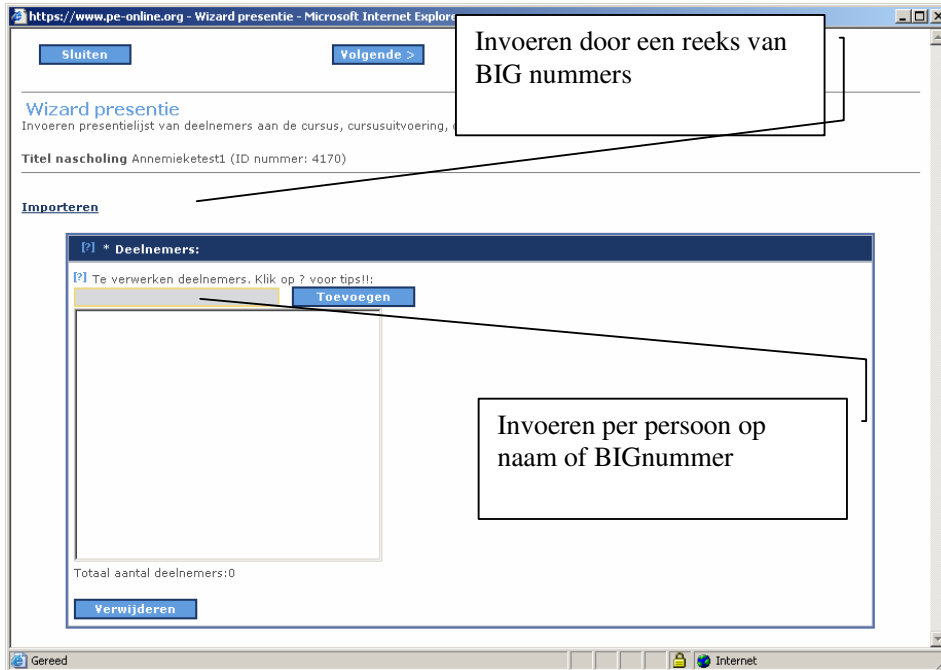 https://www.pe-online.org - Wizard presentie - Microsoft Internet Explore
Sluiten
Volgende >
Invoeren door een reeks van
BIG nummers
Wizard presentie
Invoeren presentielijst van deelnemers aan de cursus, cursusuitvoering,
Titel nascholing Annemieketest1 (ID nummer: 4170)
Importeren
[?] * Deelnemers:
[?] Te verwerken deelnemers. Klik op ? voor tips!!:
Toevoegen
Invoeren per persoon op
naam of BIGnummer
Totaal aantal deelnemers:0
Verwijderen
Gereed
Internet